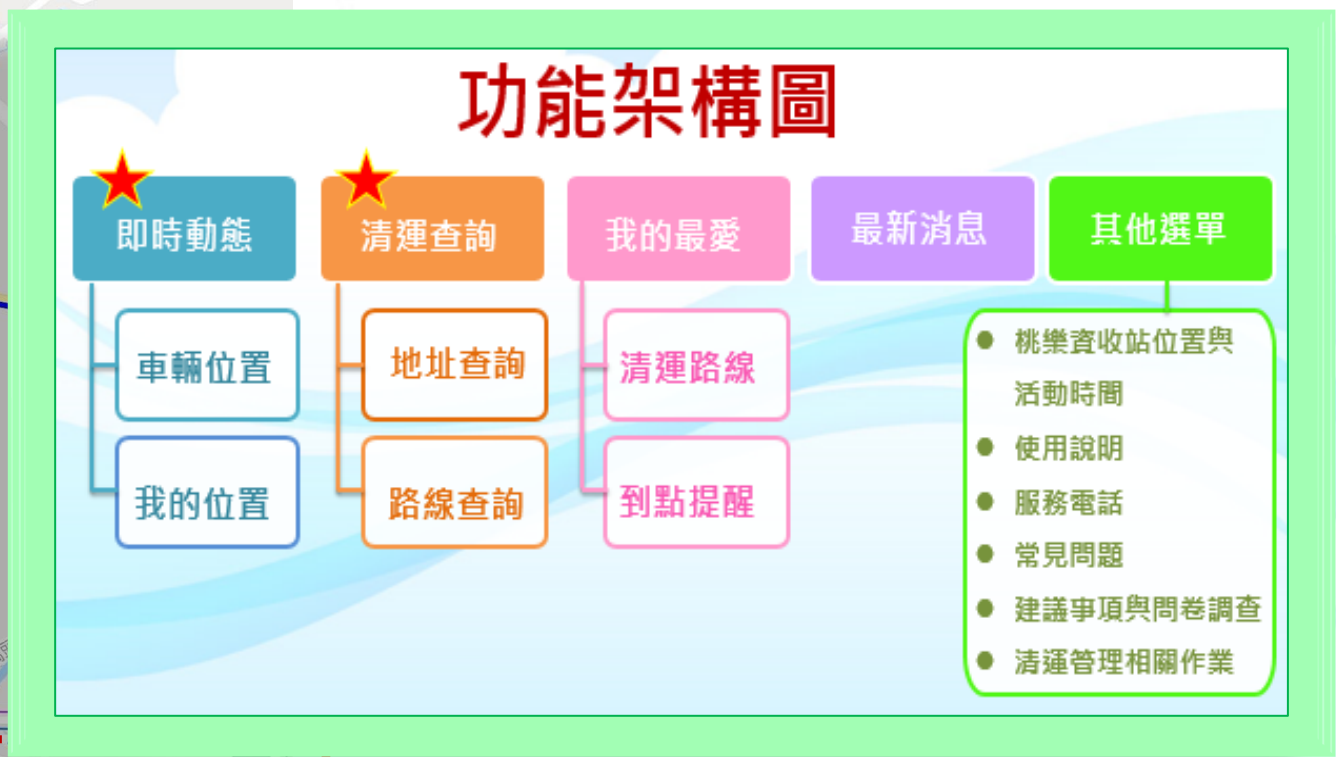 功能架構圖
即時動態
車輛位置
我的位置
清運查詢
地址查詢
路線查詢
我的最愛
清運路線
到點提醒
最新消息
其他選單
● 桃樂資收站位置與
活動時間
● 使用說明
● 服務電話
● 常見問題
● 建議事項與問卷調查
● 清運管理相關作業